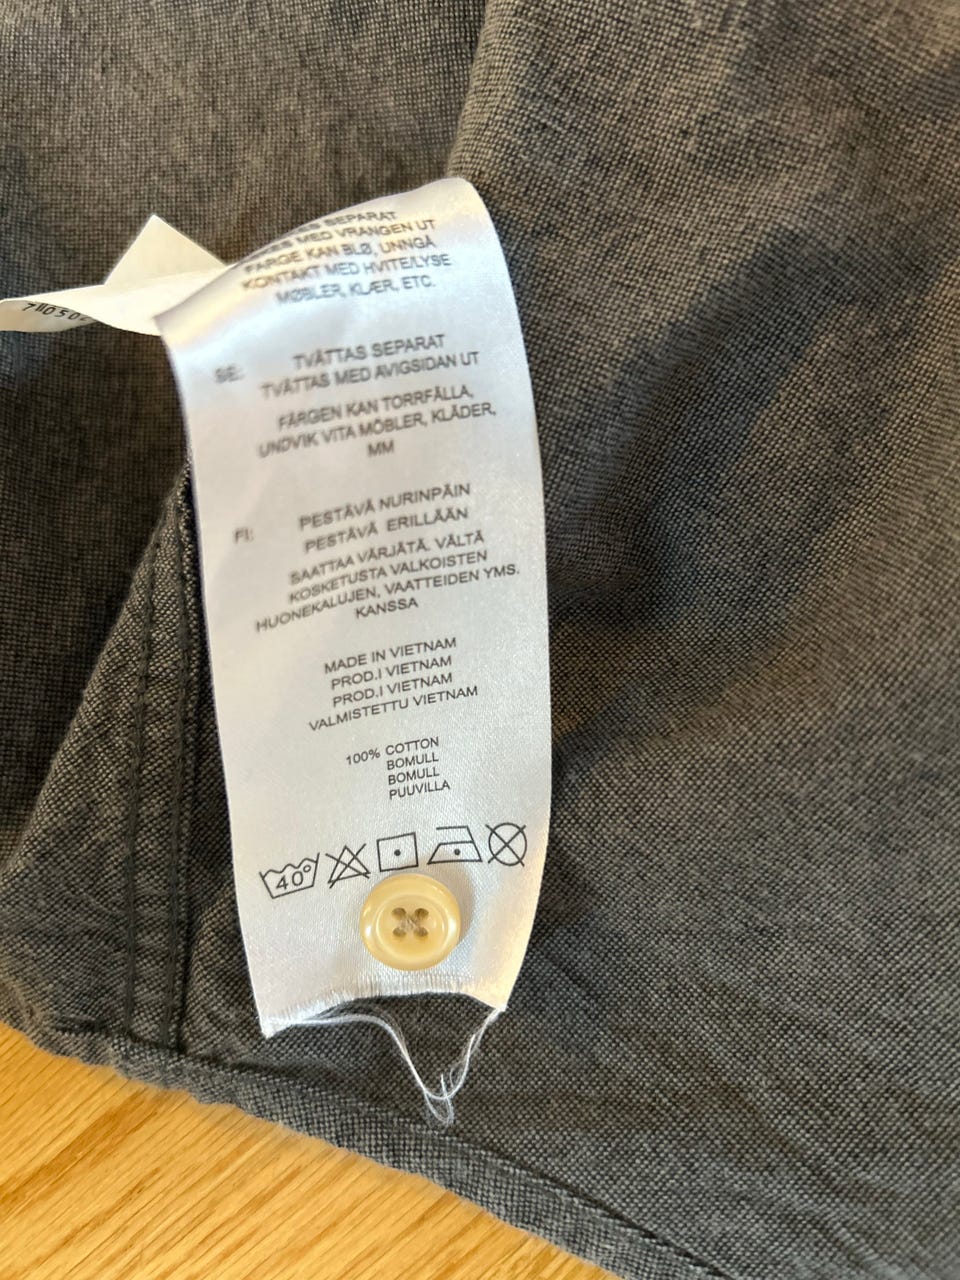 SEPARAT
MED VRANGEN UT
FARGE KAN BLØ, UNNGÅ
KONTAKT MED HVITE/LYSE
MØBLER, KLÆR, ETC.
SE: TVÄTTAS SEPARAT
TVÄTTAS MED AVIGSIDAN UT
FÄRGEN KAN TORRFÄLLA,
UNDVIK VITA MÖBLER, KLÄDER,
MM
FI: PESTÄVÄ NURINPÄIN
PESTÄVÄ ERILLÄÄN
SAATTAA VÄRJÄTÄ. VÄLTÄ
KOSKETUSTA VALKOISTEN
HUONEKALUJEN, VAATTEIDEN YMS.
KANSSA
MADE IN VIETNAM
PROD.I VIETNAM
PROD.I VIETNAM
VALMISTETTU VIETNAM
100% COTTON
BOMULL
BOMULL
PUUVILLA
40°